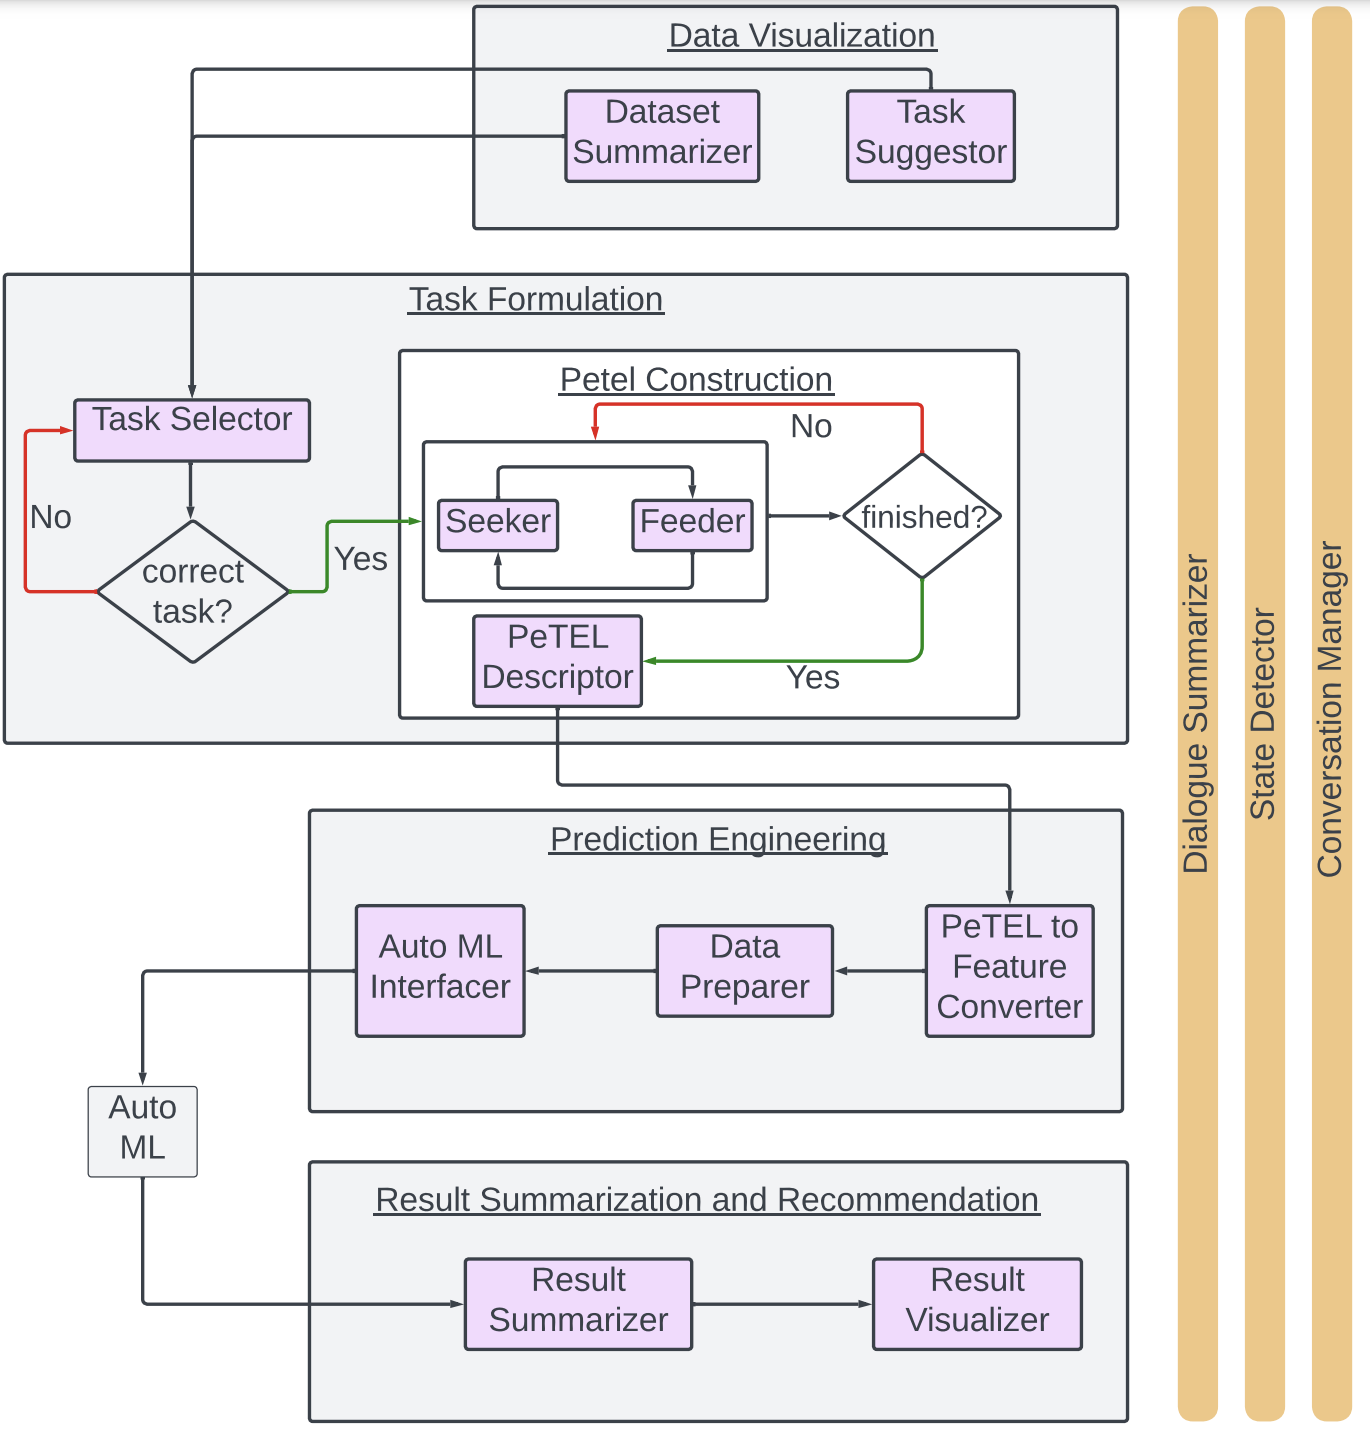 Data Visualization
Dataset
Summarizer
Task
Suggestor
Task Formulation
Task Selector
No
correct
task?
Yes
Petel Construction
No
Seeker
Feeder
finished?
PeTEL
Descriptor
Yes
Prediction Engineering
Auto ML
Interfacer
Data
Preparer
PeTEL to
Feature
Converter
Auto
ML
Result Summarization and Recommendation
Result
Summarizer
Result
Visualizer
Dialogue Summarizer
State Detector
Conversation Manager